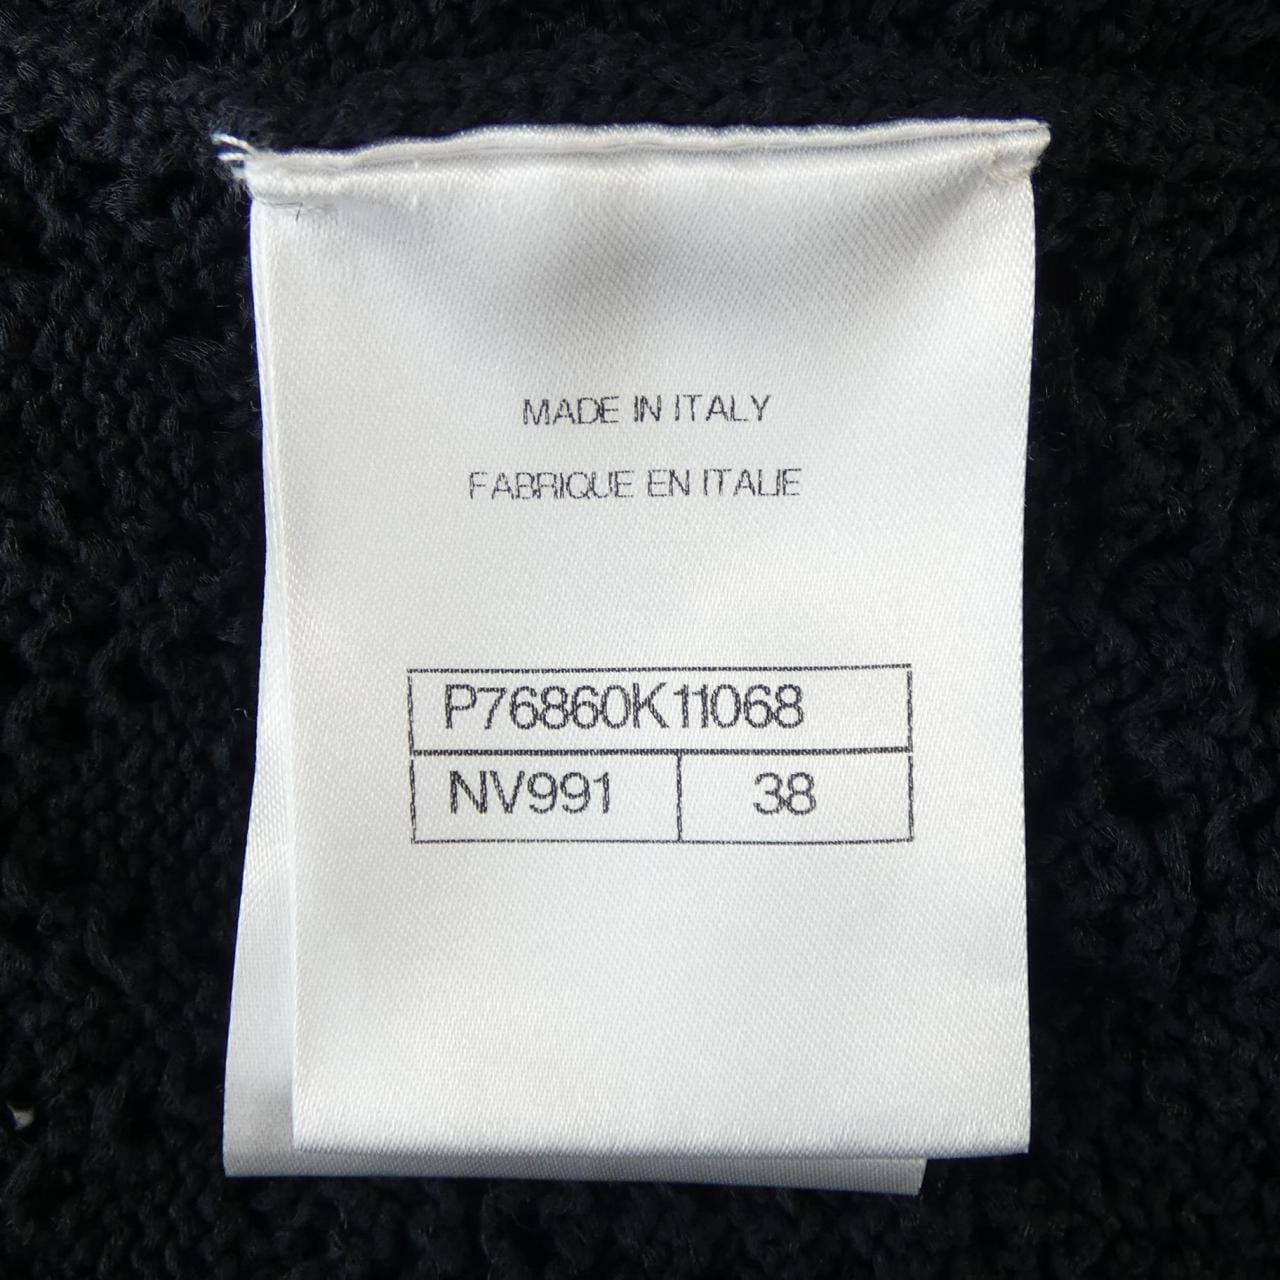 MADE IN ITALY
FABRIQUE EN ITALIE
P76860K11068
NV991 38